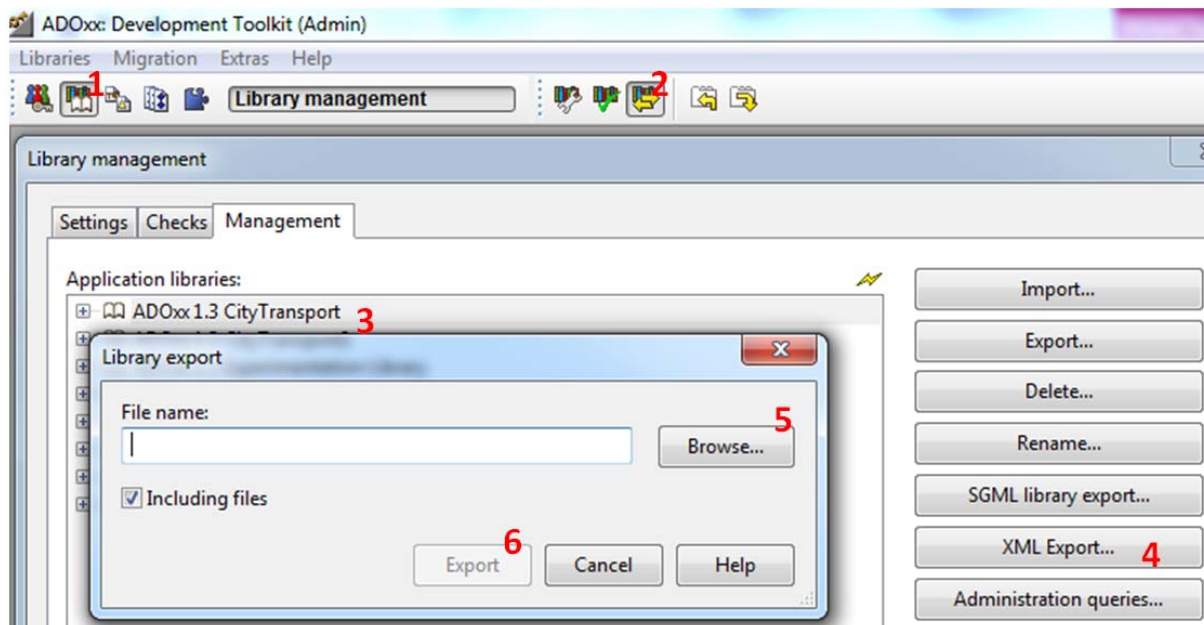 ADOxx: Development Toolkit (Admin)
Libraries Migration Extras Help
1 Library management 2
Library management
Settings Checks Management
Application libraries:
ADOxx 1.3 CityTransport
3
Library export
File name:
5
Browse...
Including files
6
Export Cancel Help
Import...
Export...
Delete...
Rename...
SGML library export...
XML Export... 4
Administration queries...